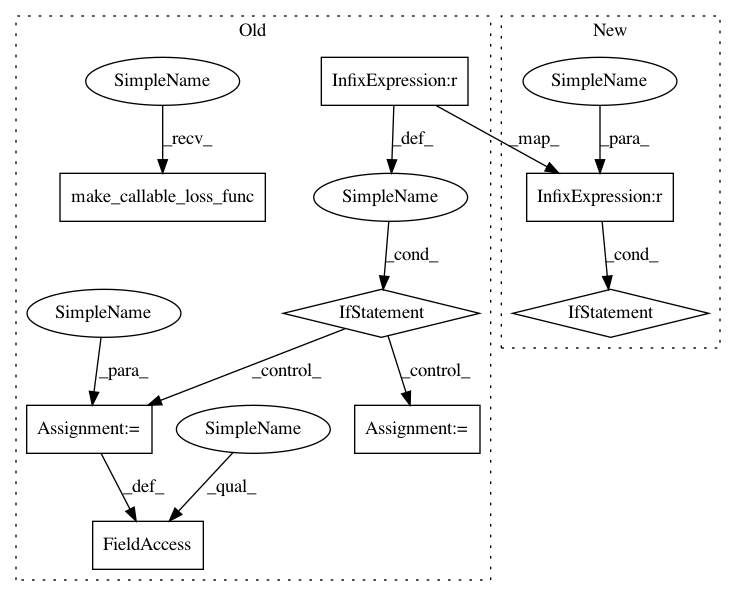 Old
New
SimpleName
InfixExpression:r
SimpleName
_recv_
_def_
_map_
_para_
make_callable_loss_func
SimpleName
InfixExpression:r
_cond_
_cond_
SimpleName
IfStatement
IfStatement
_para_
_control_
_control_
Assignment:=
SimpleName
Assignment:=
_def_
_qual_
FieldAccess